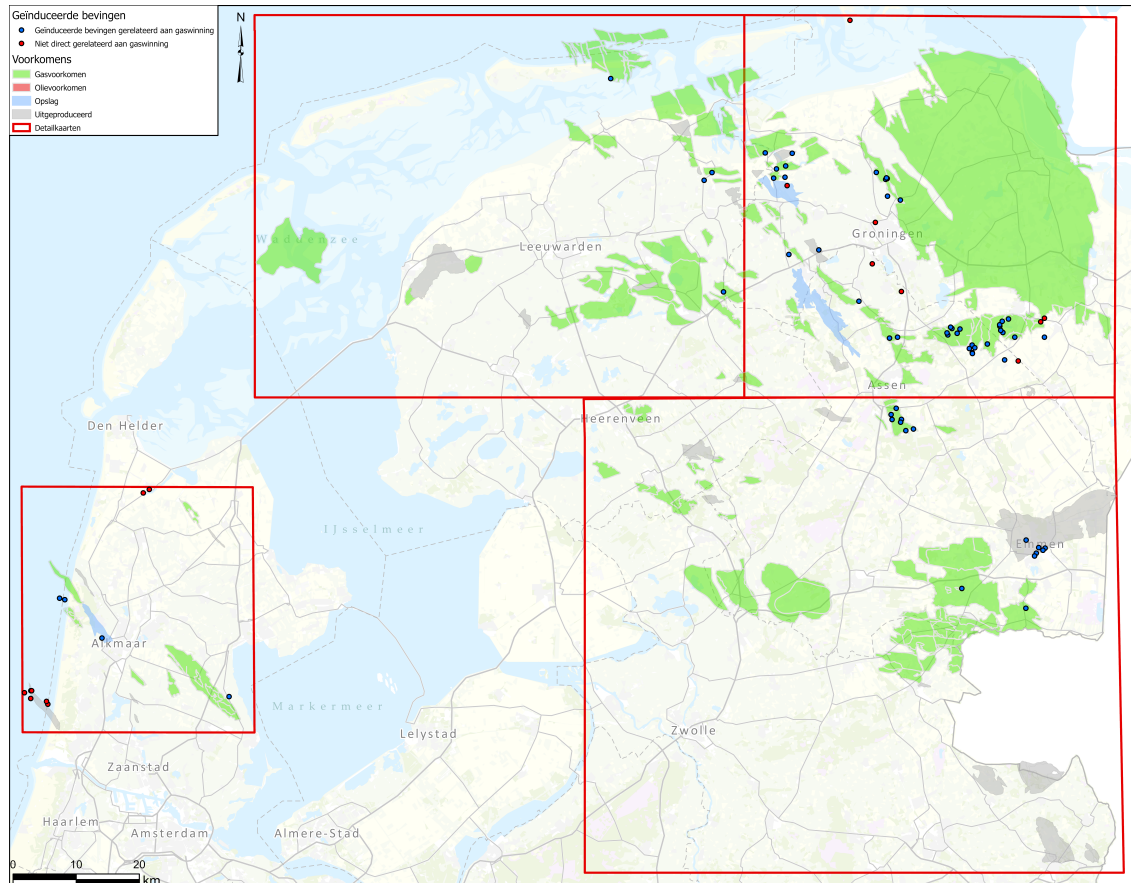 Geïnduceerde bevingen
Geïnduceerde bevingen gerelateerd aan gaswinning
Niet direct gerelateerd aan gaswinning
Voorkomens
Gasvoorkomen
Olievoorkomen
Opslag
Uitgeproduceerd
Detailkaarten
N
Waddenzee
Leeuwarden
Groningen
Assen
Den Helder
Heerenveen
IJsselmeer
Emmen
Alkmaar
Markermeer
Lelystad
Zwolle
Zaanstad
Haarlem
Amsterdam
Almere-Stad
0 10 20
km